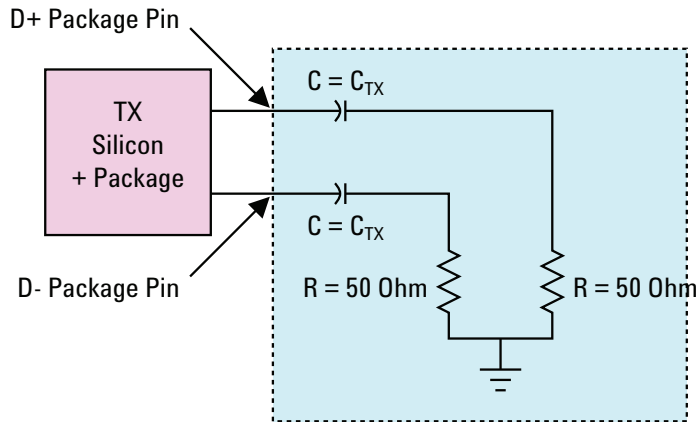 D+ Package Pin
C = C_TX
TX
Silicon
+ Package
C = C_TX
D- Package Pin
R = 50 Ohm
R = 50 Ohm